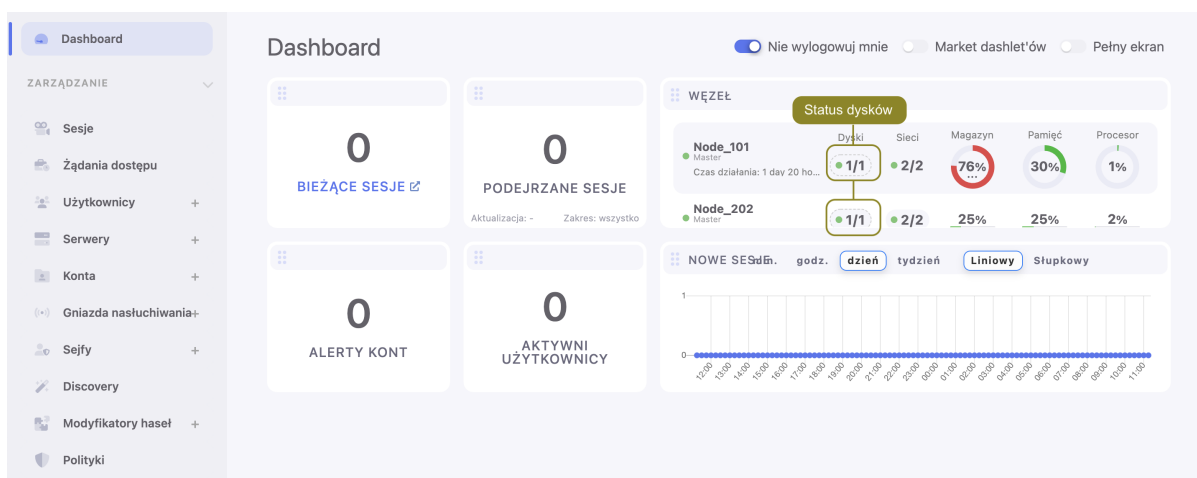 Dashboard
ZARZĄDZANIE
Sesje
Żądania dostępu
Użytkownicy +
Serwery +
Konta +
Gniazda nasłuchiwania+
Sejfy +
Discovery
Modyfikatory haseł +
Polityki
Dashboard
Nie wylogowuj mnie Market dashlet'ów Pełny ekran
0
BIEŻĄCE SESJE
0
PODEJRZANE SESJE
Aktualizacja: - Zakres: wszystko
WĘZEŁ
Status dysków
Dyski Sieci Magazyn Pamięć Procesor
Node_101
Master
Czas działania: 1 day 20 ho...
1/1 2/2 76% ... 30% 1%
Node_202
Master
1/1 2/2 25% 25% 2%
0
ALERTY KONT
0
AKTYWNI
UŻYTKOWNICY
NOWE SESJE min. godz. dzień tydzień Liniowy Słupkowy
1
0
12:00 13:00 14:00 15:00 16:00 17:00 18:00 19:00 20:00 21:00 22:00 23:00 00:00 01:00 02:00 03:00 04:00 05:00 06:00 07:00 08:00 09:00 10:00 11:00